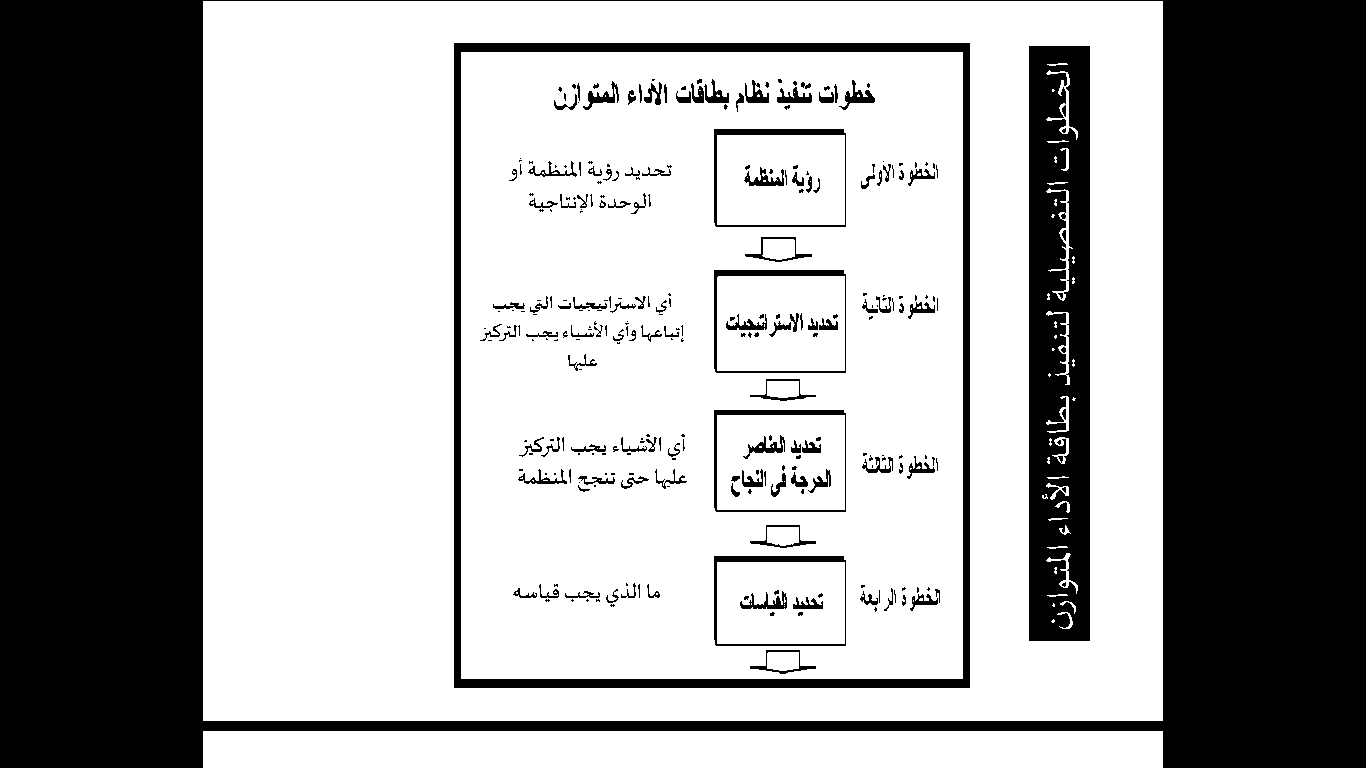 الخطوات التفصيلية لتنفيذ بطاقة الأداء المتوازن
خطوات تنفيذ نظام بطاقات الأداء المتوازن
الخطوة الأولى
رؤية المنظمة
تحديد رؤية المنظمة أو
الوحدة الإنتاجية
الخطوة الثانية
تحديد الاستراتيجيات
أي الاستراتيجيات التي يجب
إتباعها وأي الأشياء يجب التركيز
عليها
الخطوة الثالثة
تحديد العناصر
الحرجة فى النجاح
أي الأشياء يجب التركيز
عليها حتى تنجح المنظمة
الخطوة الرابعة
تحديد القياسات
ما الذي يجب قياسه